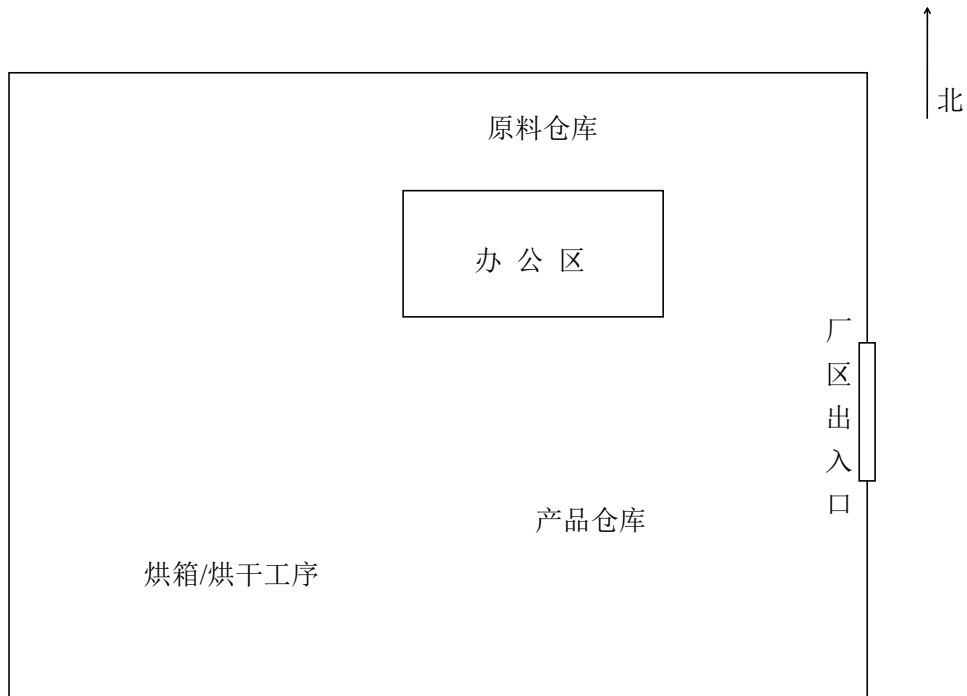 北
原料仓库
办公区
厂区出入口
产品仓库
烘箱/烘干工序